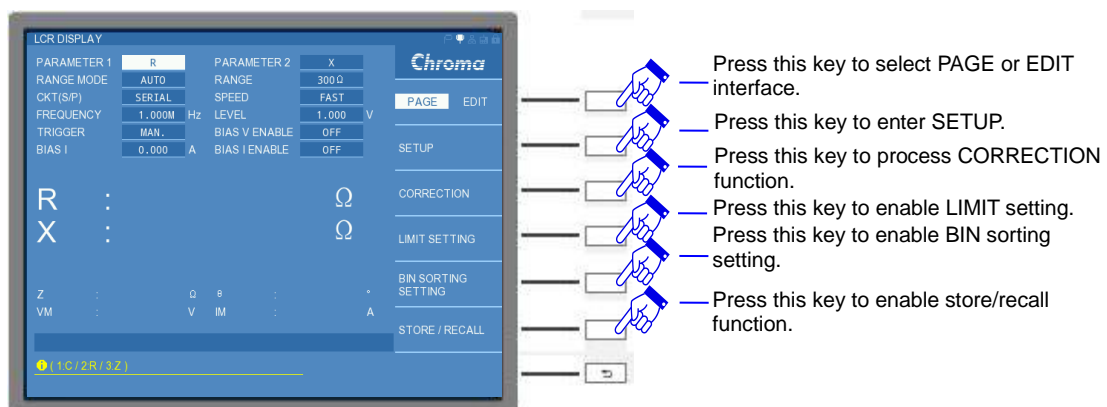 LCR DISPLAY
Chroma
PARAMETER 1 R PARAMETER 2 X
RANGE MODE AUTO RANGE 300 Ω
CKT(S/P) SERIAL SPEED FAST
FREQUENCY 1.000M Hz LEVEL 1.000 V
TRIGGER MAN. BIAS V ENABLE OFF
BIAS I 0.000 A BIAS I ENABLE OFF
R : Ω
X : Ω
Z : Ω θ : °
VM : V IM : A
( 1:C / 2:R / 3:Z )
PAGE EDIT
SETUP
CORRECTION
LIMIT SETTING
BIN SORTING
SETTING
STORE / RECALL
Press this key to select PAGE or EDIT
interface.
Press this key to enter SETUP.
Press this key to process CORRECTION
function.
Press this key to enable LIMIT setting.
Press this key to enable BIN sorting
setting.
Press this key to enable store/recall
function.